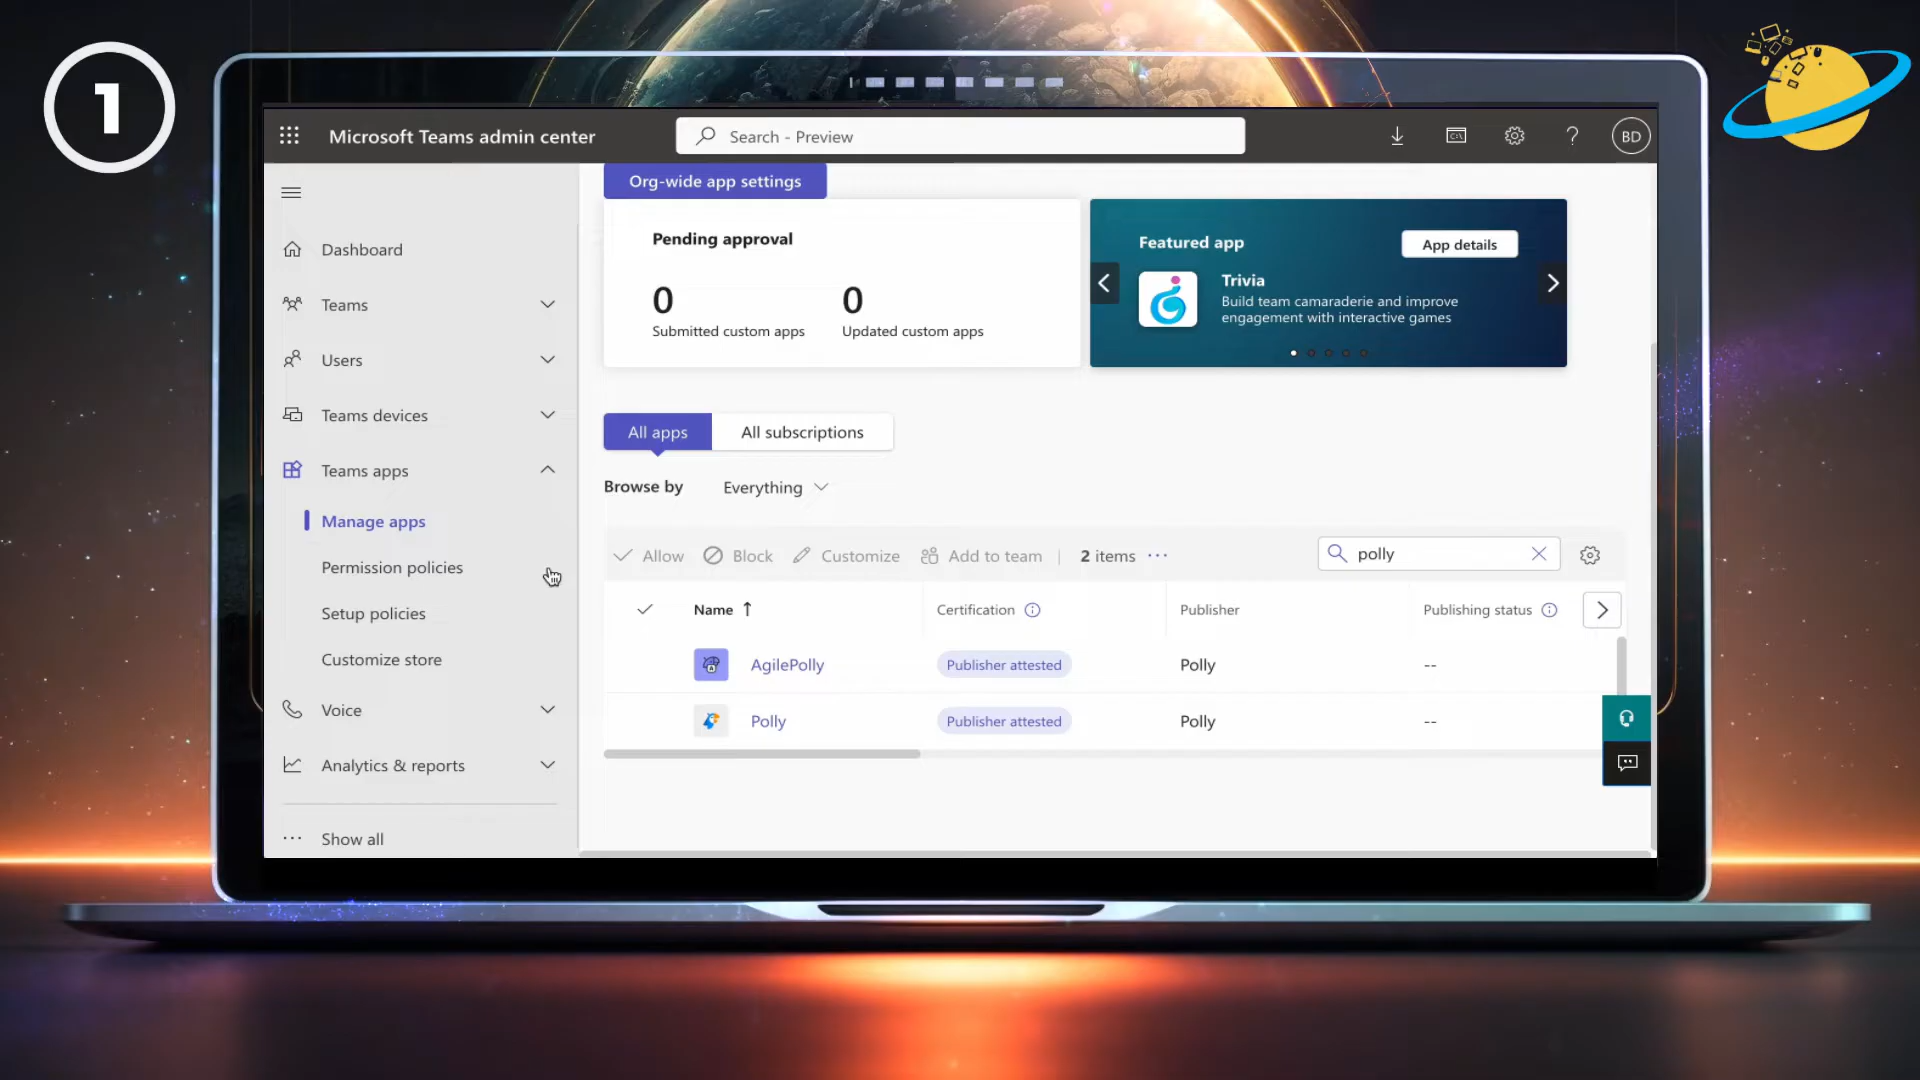 1
Microsoft Teams admin center
Search - Preview
BD
Org-wide app settings
Dashboard
Teams
Users
Teams devices
Teams apps
Manage apps
Permission policies
Setup policies
Customize store
Voice
Analytics & reports
Show all
Pending approval
0
Submitted custom apps
0
Updated custom apps
Featured app
App details
Trivia
Build team camaraderie and improve
engagement with interactive games
All apps
All subscriptions
Browse by
Everything
Allow
Block
Customize
Add to team
2 items
polly
Name
Certification
Publisher
Publishing status
AgilePolly
Publisher attested
Polly
--
Polly
Publisher attested
Polly
--